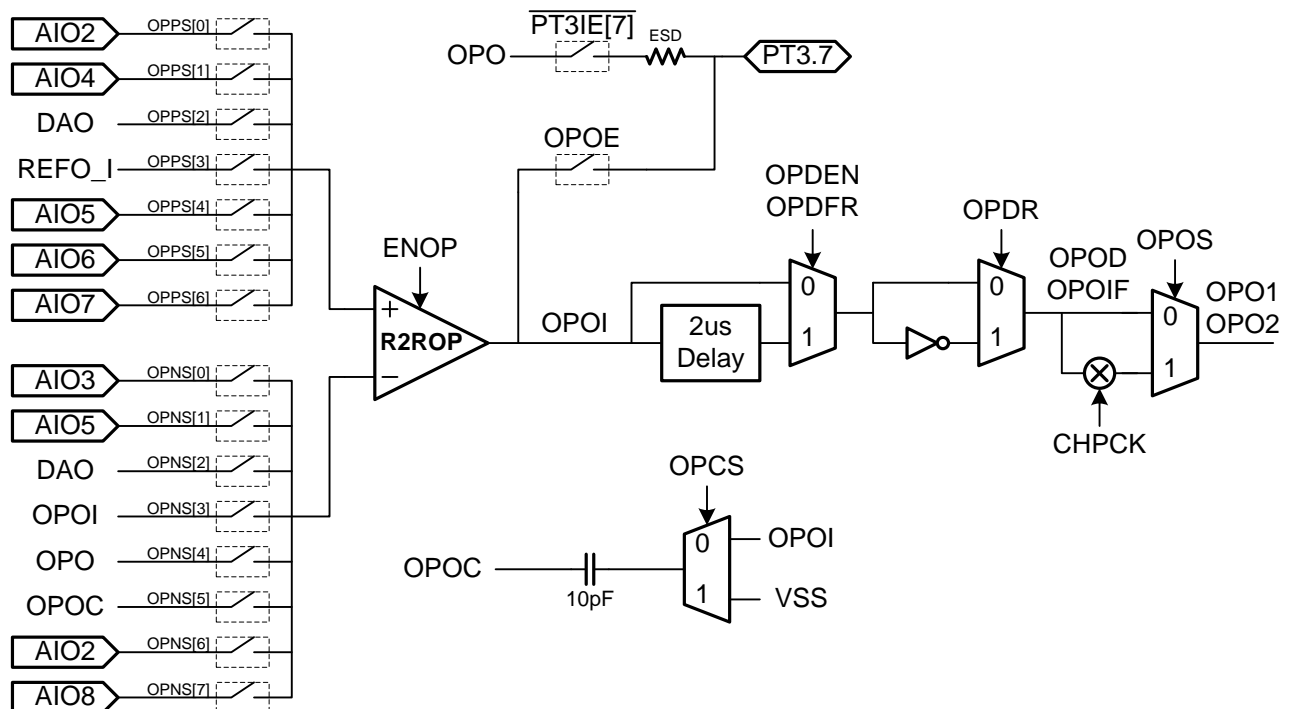 AIO2 OPPS[0]
AIO4 OPPS[1]
DAO OPPS[2]
REFO_I OPPS[3]
AIO5 OPPS[4]
AIO6 OPPS[5]
AIO7 OPPS[6]
AIO3 OPNS[0]
AIO5 OPNS[1]
DAO OPNS[2]
OPOI OPNS[3]
OPO OPNS[4]
OPOC OPNS[5]
AIO2 OPNS[6]
AIO8 OPNS[7]
PT3IE[7]
OPO
ESD
PT3.7
OPOE
ENOP
+
R2ROP
−
OPOI
2us
Delay
OPDEN
OPDFR
0
1
OPDR
0
1
OPOD
OPOIF
CHPCK
OPOS
0
1
OPO1
OPO2
OPCS
OPOC
10pF
0
1
OPOI
VSS